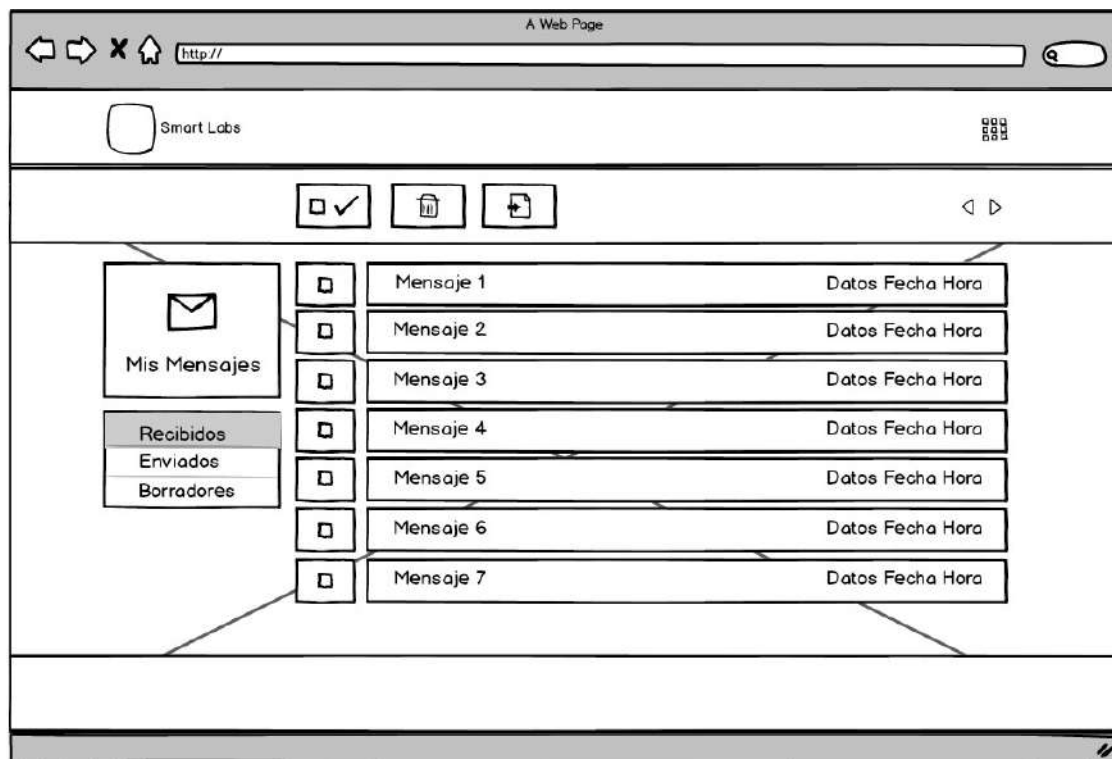 A Web Page
http://
Smart Labs
Mis Mensajes
Recibidos
Enviados
Borradores
Mensaje 1 Datos Fecha Hora
Mensaje 2 Datos Fecha Hora
Mensaje 3 Datos Fecha Hora
Mensaje 4 Datos Fecha Hora
Mensaje 5 Datos Fecha Hora
Mensaje 6 Datos Fecha Hora
Mensaje 7 Datos Fecha Hora